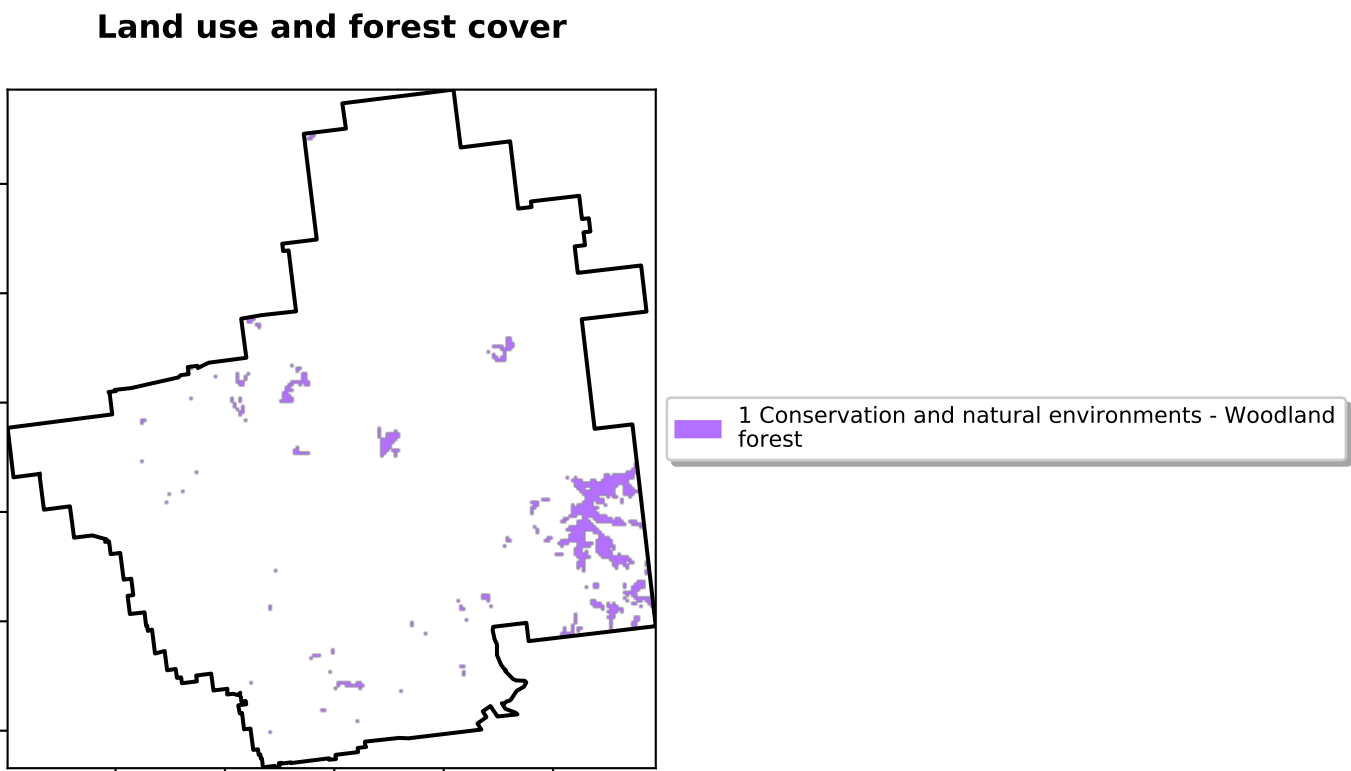 Land use and forest cover
1 Conservation and natural environments - Woodland
forest